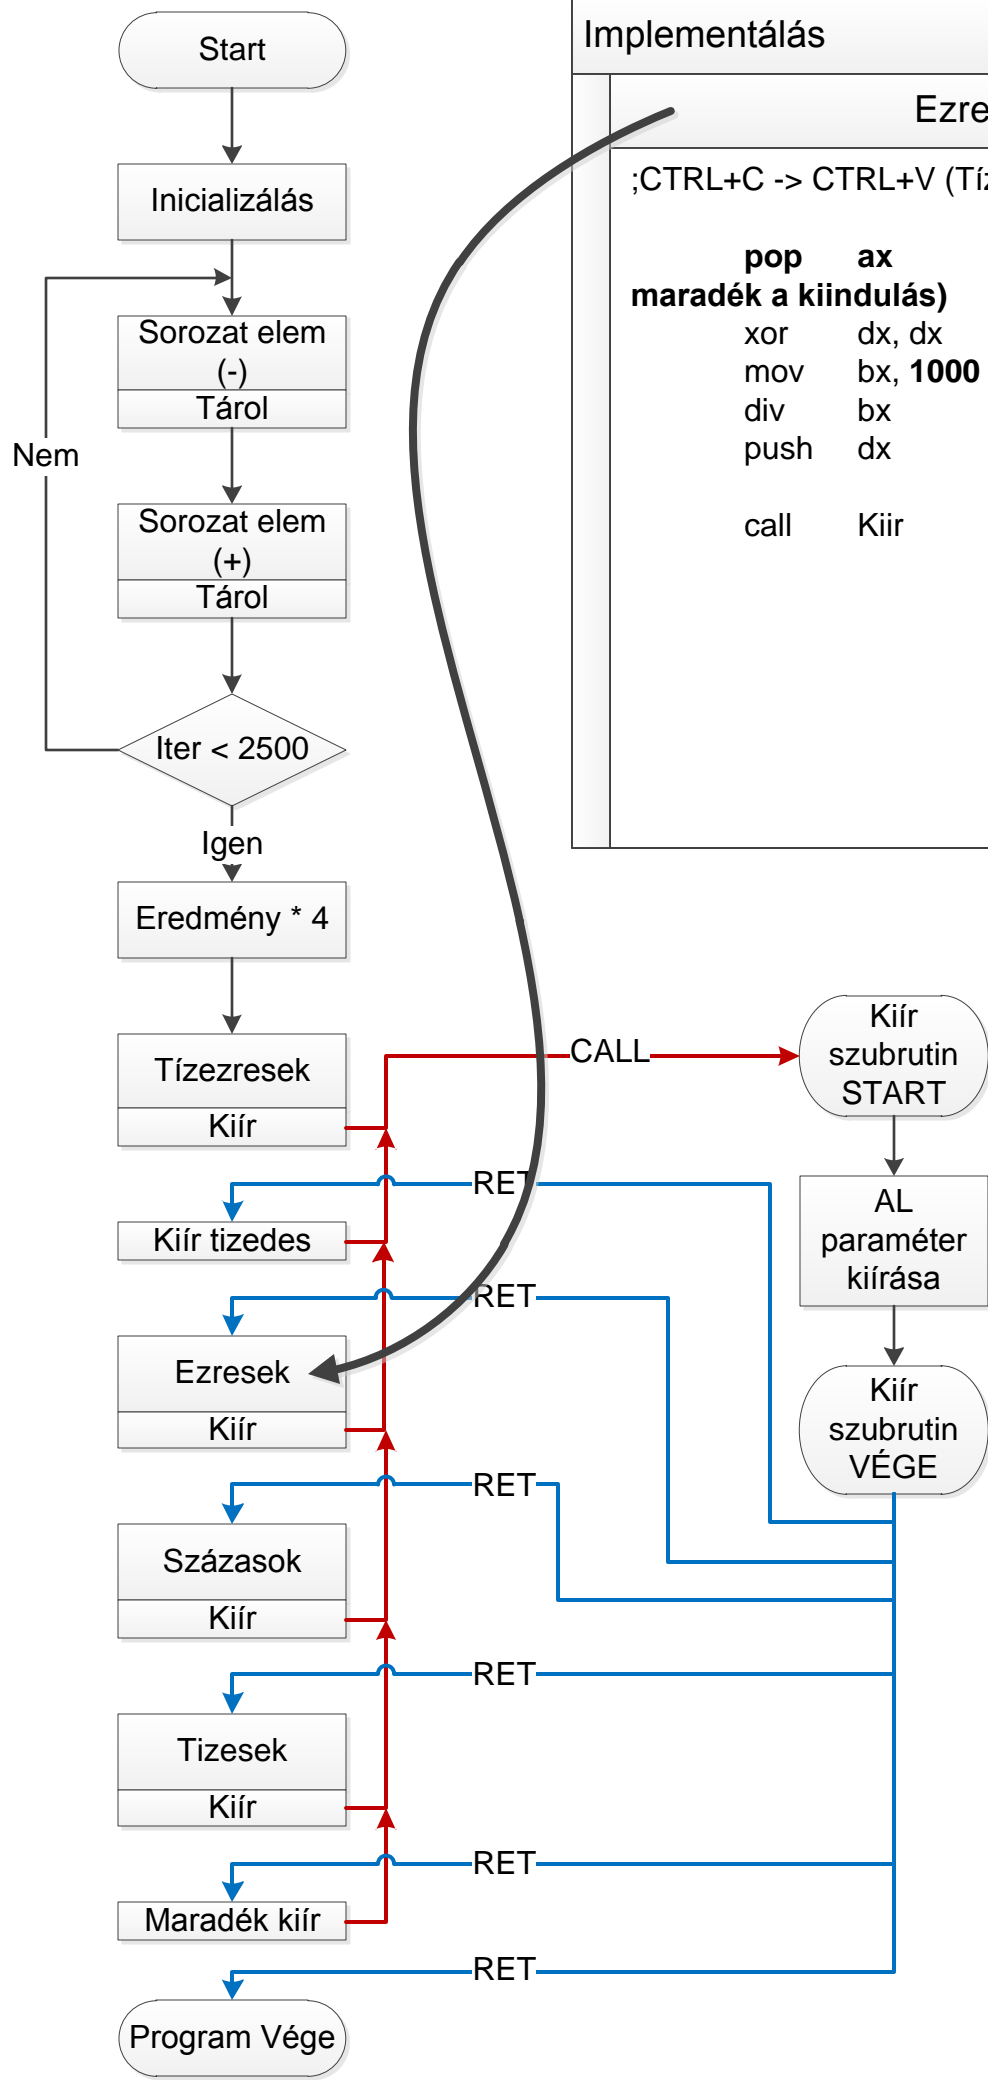 Start
Inicializálás
Sorozat elem
(-)
Tárol
Nem
Sorozat elem
(+)
Tárol
Iter < 2500
Igen
Eredmény * 4
Tízezresek
Kiír
Kiír tizedes
Ezresek
Kiír
Százasok
Kiír
Tizesek
Kiír
Maradék kiír
Program Vége
CALL
RET
RET
RET
RET
RET
RET
Kiír
szubrutin
START
AL
paraméter
kiírása
Kiír
szubrutin
VÉGE
Implementálás
;CTRL+C -> CTRL+V
pop ax
maradék a kiindulás)
xor dx, dx
mov bx, 1000
div bx
push dx
call Kiir